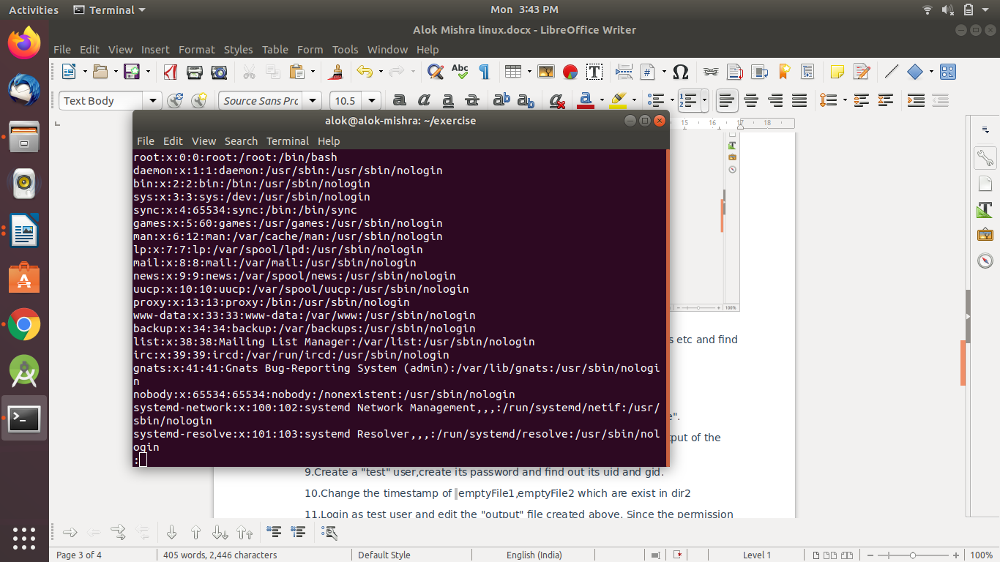 Activities Terminal Mon 3:43 PM
Alok Mishra linux.docx - LibreOffice Writer
File Edit View Insert Format Styles Table Form Tools Window Help
Text Body Source Sans Prc 10.5
alok@alok-mishra: ~/exercise
15 16 17 18
File Edit View Search Terminal Help
root:x:0:0:root:/root:/bin/bash
daemon:x:1:1:daemon:/usr/sbin:/usr/sbin/nologin
bin:x:2:2:bin:/bin:/usr/sbin/nologin
sys:x:3:3:sys:/dev:/usr/sbin/nologin
sync:x:4:65534:sync:/bin:/bin/sync
games:x:5:60:games:/usr/games:/usr/sbin/nologin
man:x:6:12:man:/var/cache/man:/usr/sbin/nologin
lp:x:7:7:lp:/var/spool/lpd:/usr/sbin/nologin
mail:x:8:8:mail:/var/mail:/usr/sbin/nologin
news:x:9:9:news:/var/spool/news:/usr/sbin/nologin
uucp:x:10:10:uucp:/var/spool/uucp:/usr/sbin/nologin
proxy:x:13:13:proxy:/bin:/usr/sbin/nologin
www-data:x:33:33:www-data:/var/www:/usr/sbin/nologin
100%
backup:x:34:34:backup:/var/backups:/usr/sbin/nologin
list:x:38:38:Mailing List Manager:/var/list:/usr/sbin/nologin
s etc and find
irc:x:39:39:ircd:/var/run/ircd:/usr/sbin/nologin
gnats:x:41:41:Gnats Bug-Reporting System (admin):/var/lib/gnats:/usr/sbin/nologi
n
nobody:x:65534:65534:nobody:/nonexistent:/usr/sbin/nologin
systemd-network:x:100:102:systemd Network Management,,,:/run/systemd/netif:/usr/
sbin/nologin
e".
systemd-resolve:x:101:103:systemd Resolver,,,:/run/systemd/resolve:/usr/sbin/nol
ogin
tput of the
:
9.Create a "test" user,create its password and find out its uid and gid.
10.Change the timestamp of emptyFile1,emptyFile2 which are exist in dir2
11.Login as test user and edit the "output" file created above. Since the permission
Page 3 of 4 405 words, 2,446 characters Default Style English (India) Level 1 100%